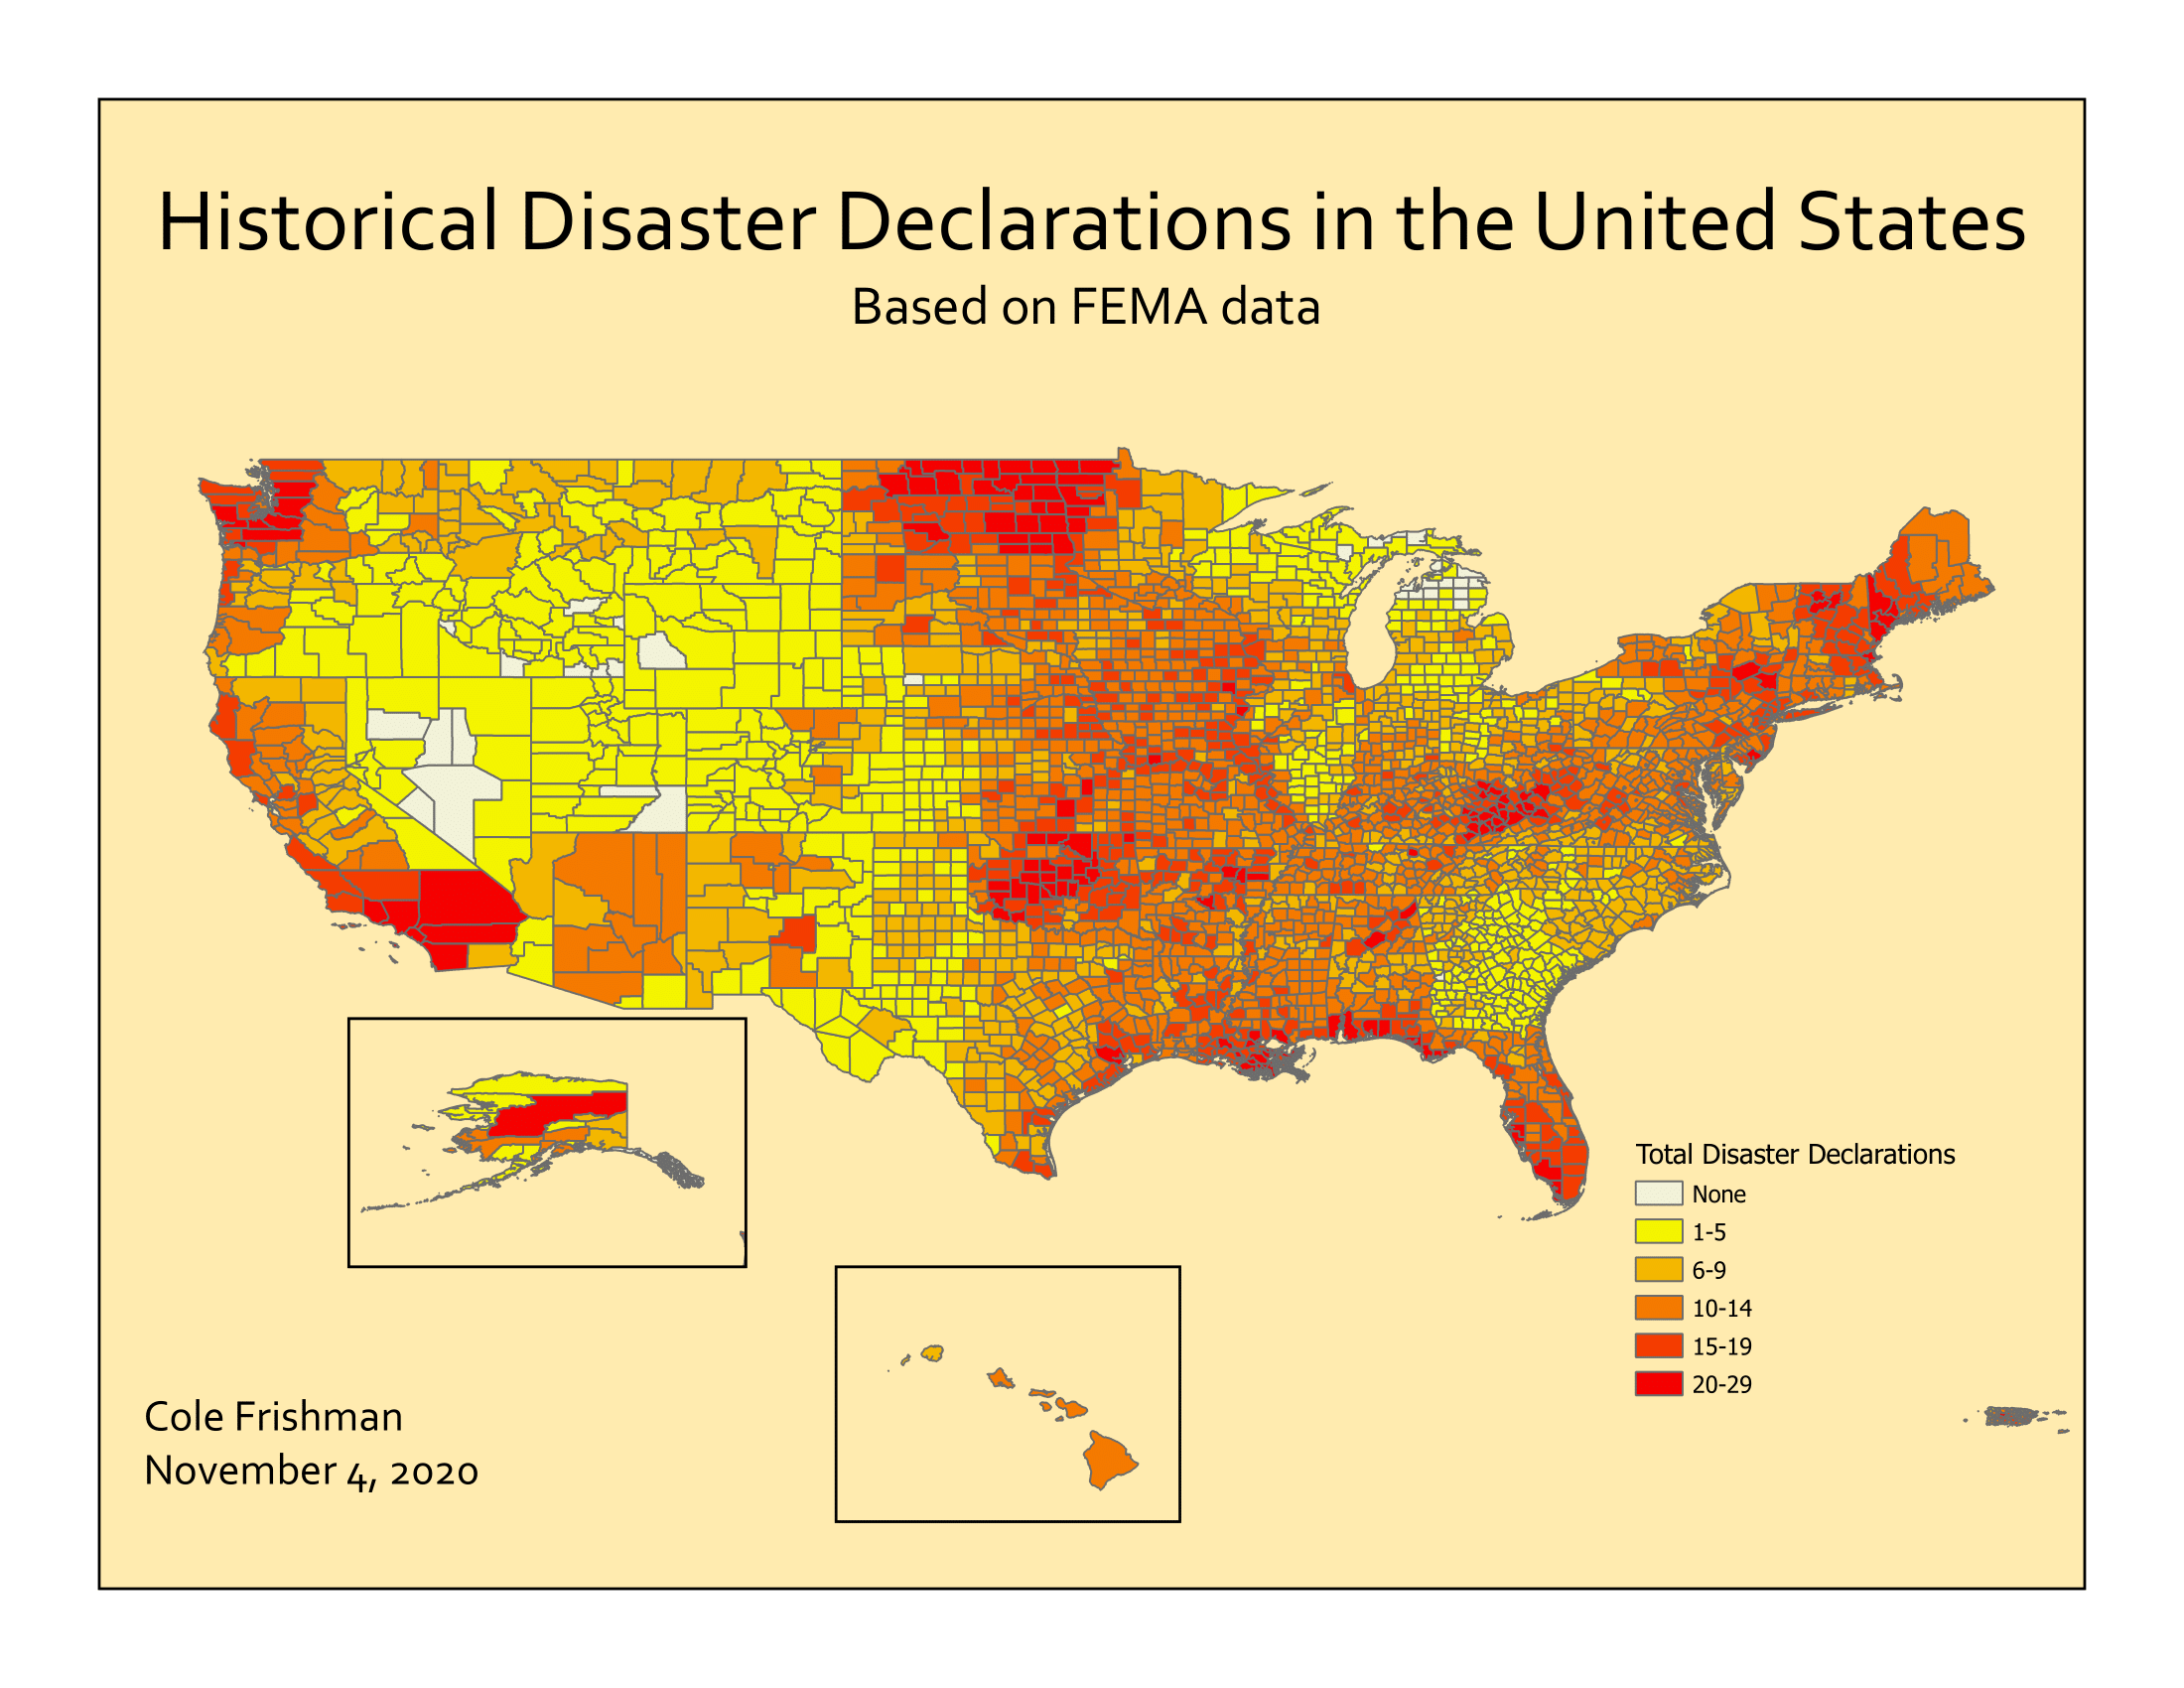 Historical Disaster Declarations in the United States
Based on FEMA data
Total Disaster Declarations
None
1-5
6-9
10-14
15-19
20-29
Cole Frishman
November 4, 2020